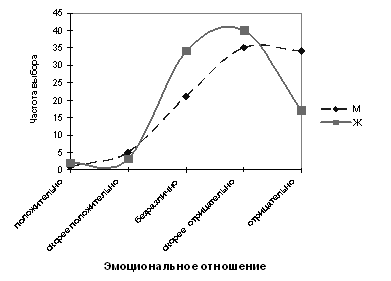 45
40
35
30
25
20
15
10
5
0
Частота выбора
положительно
скорее положительно
безразлично
скорее отрицательно
отрицательно
М
Ж
Эмоциональное отношение